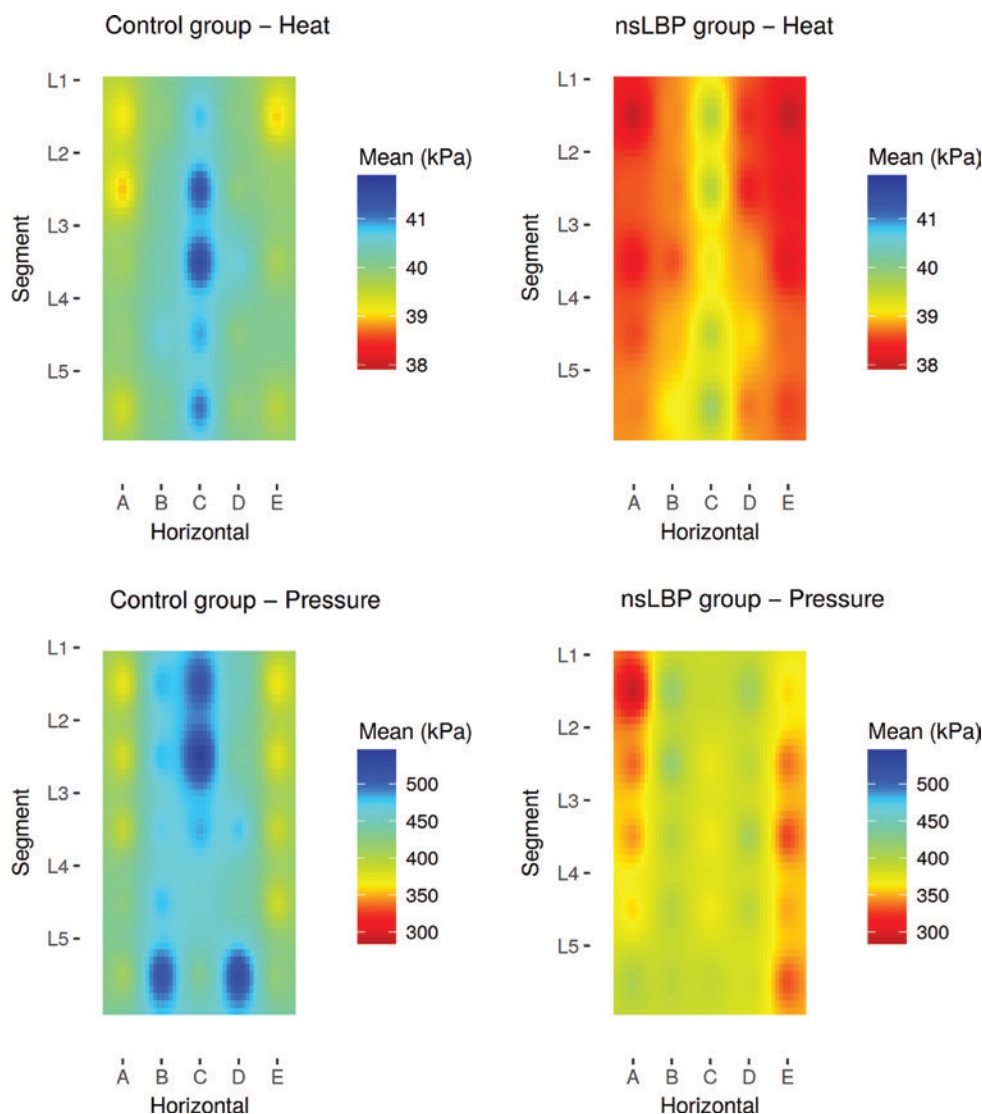 Control group – Heat
L1
L2
L3
L4
L5
Segment
A B C D E
Horizontal
Mean (kPa)
41
40
39
38
nsLBP group – Heat
L1
L2
L3
L4
L5
Segment
A B C D E
Horizontal
Mean (kPa)
41
40
39
38
Control group – Pressure
L1
L2
L3
L4
L5
Segment
A B C D E
Horizontal
Mean (kPa)
500
450
400
350
300
nsLBP group – Pressure
L1
L2
L3
L4
L5
Segment
A B C D E
Horizontal
Mean (kPa)
500
450
400
350
300